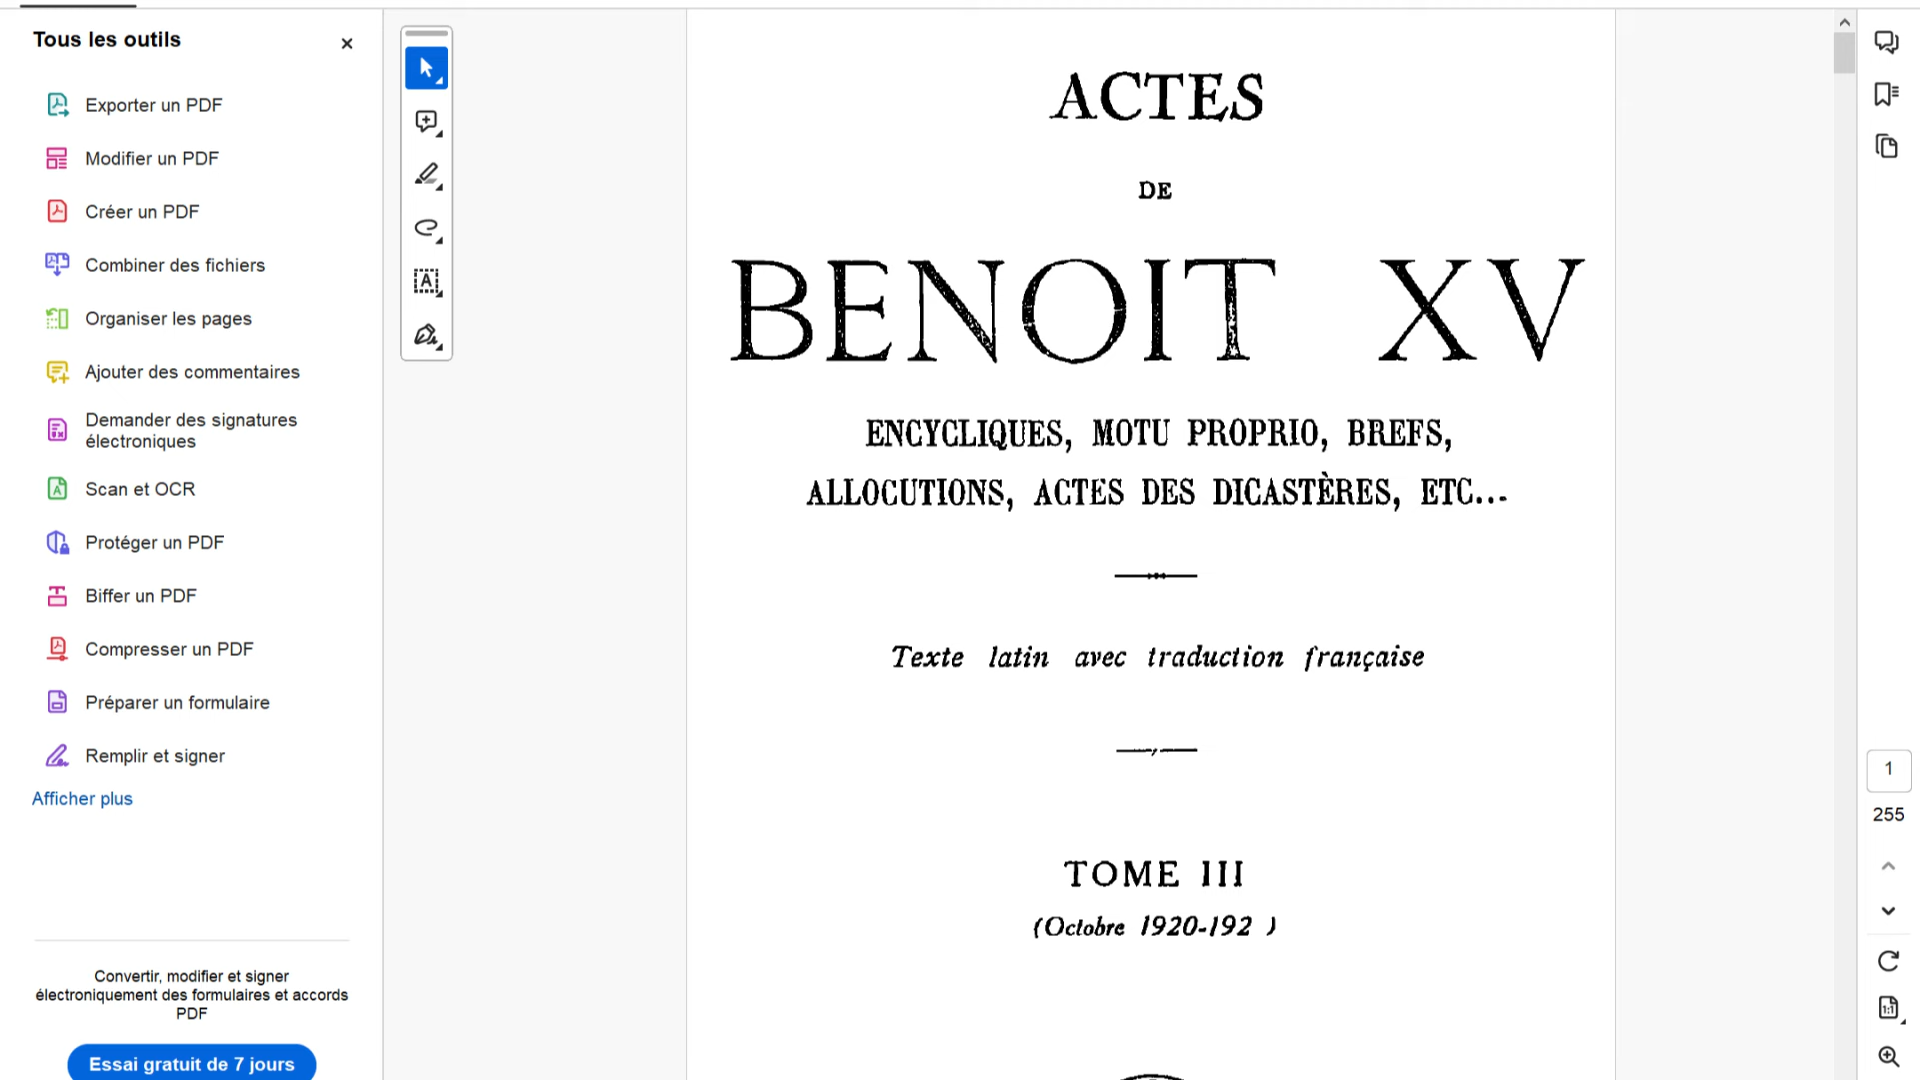 Tous les outils
Exporter un PDF
Modifier un PDF
Créer un PDF
Combiner des fichiers
Organiser les pages
Ajouter des commentaires
Demander des signatures
électroniques
Scan et OCR
Protéger un PDF
Biffer un PDF
Compresser un PDF
Préparer un formulaire
Remplir et signer
Afficher plus
Convertir, modifier et signer
électroniquement des formulaires et accords
PDF
Essai gratuit de 7 jours
ACTES
DE
BENOIT XV
ENCYCLIQUES, MOTU PROPRIO, BREFS,
ALLOCUTIONS, ACTES DES DICASTÈRES, ETC...
Texte latin avec traduction française
TOME III
(Octobre 1920-192 )
1
255